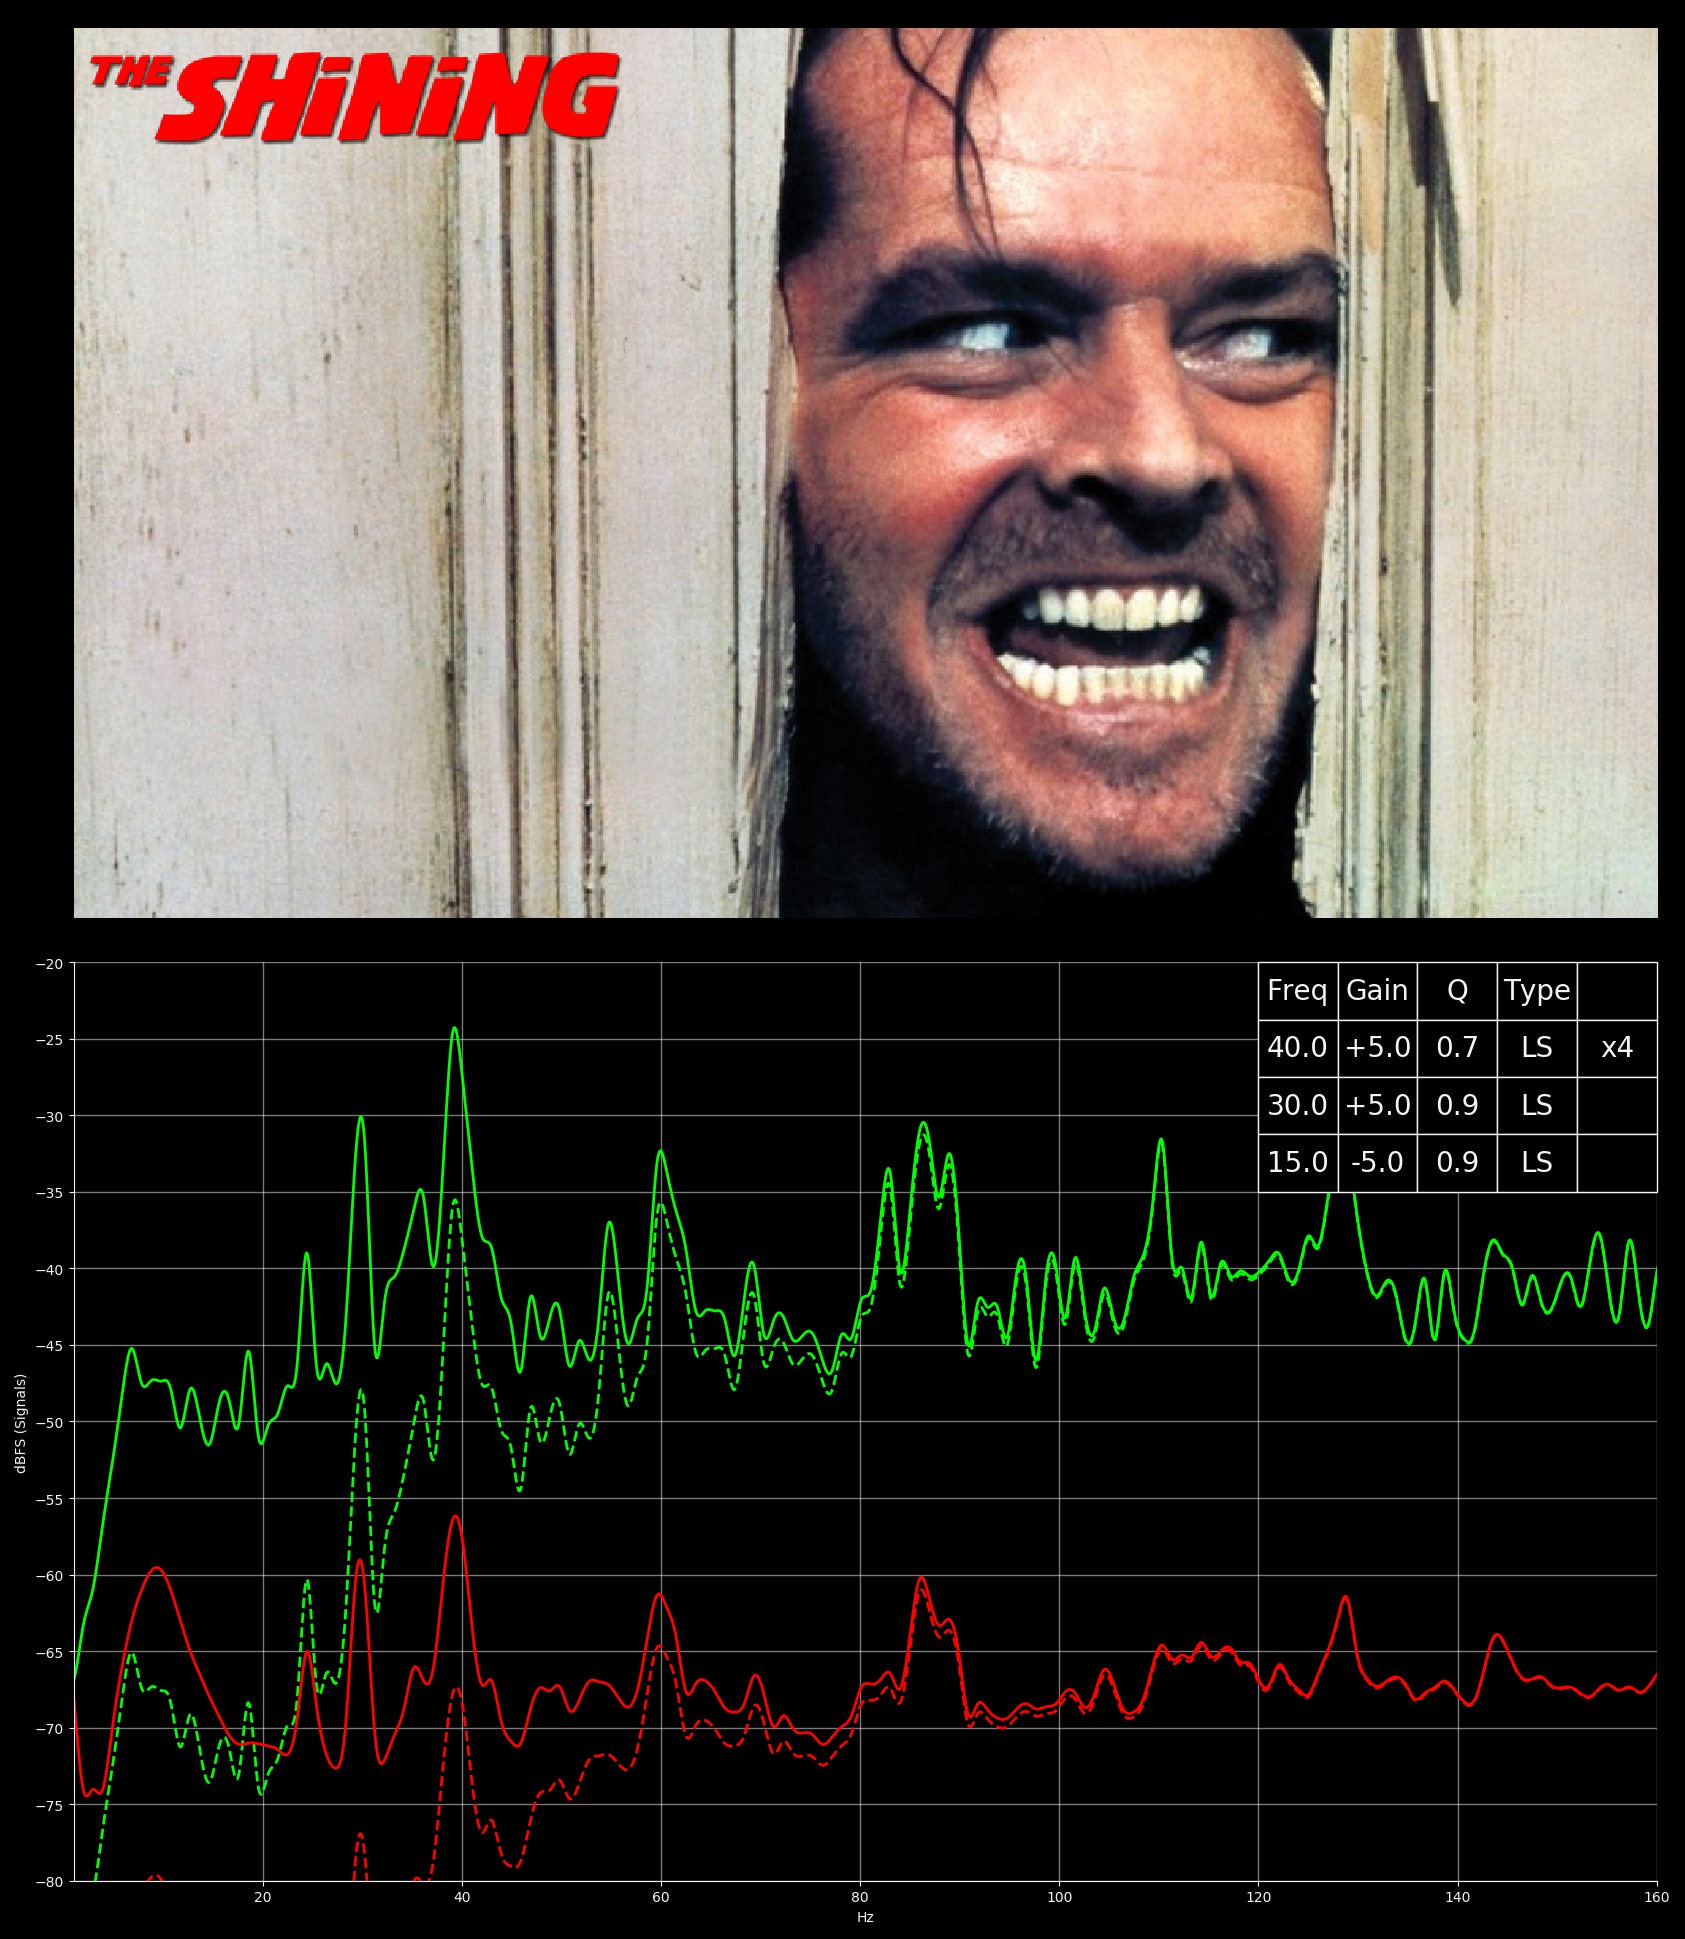 THE SHiNiNG
Freq Gain Q Type
40.0 +5.0 0.7 LS x4
30.0 +5.0 0.9 LS
15.0 -5.0 0.9 LS
−20
−25
−30
−35
−40
−45
−50
−55
−60
−65
−70
−75
−80
dBFS (Signals)
20 40 60 80 100 120 140 160
Hz